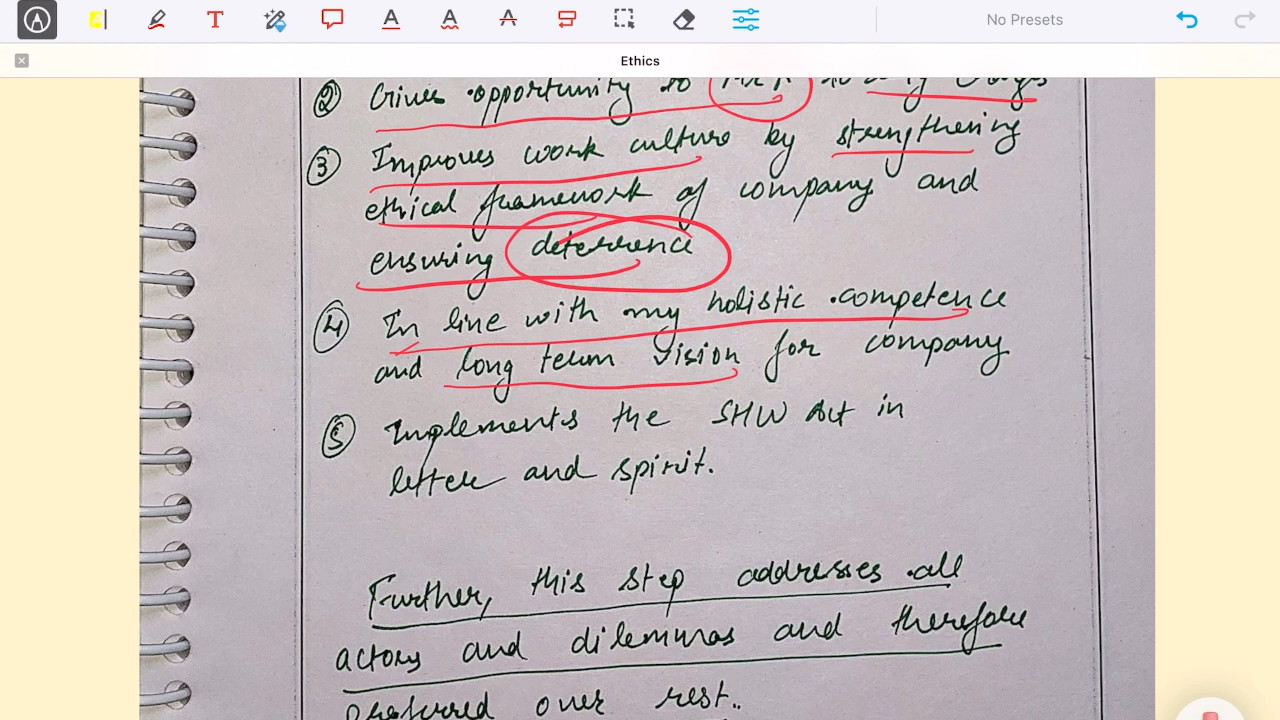 No Presets
Ethics
② Gives opportunity to
③ Improves work culture by strengthening
ethical framework of company and
ensuring deterrence
④ In line with my holistic competence
and long term vision for company
⑤ Implements the SHW Act in
letter and spirit.
Further, this step addresses all
actors and dilemmas and therefore
preferred over rest.